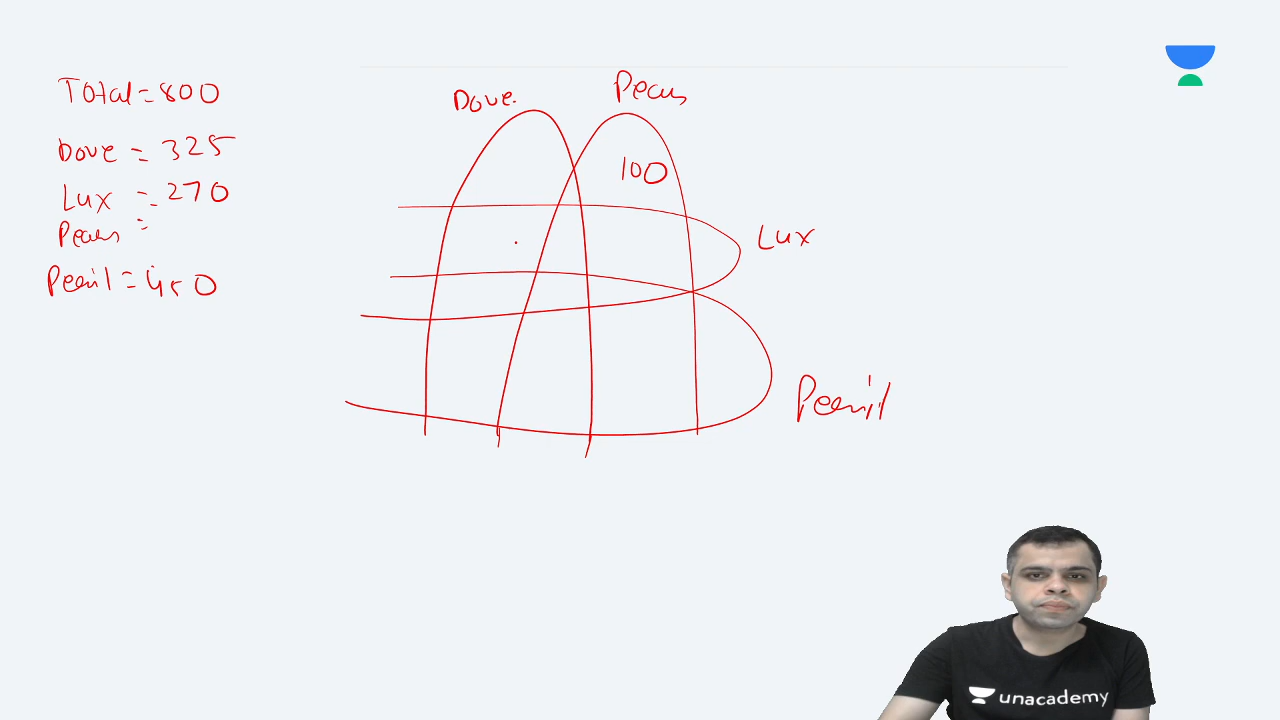 Total = 800
Dove = 325
Lux = 270
Pears =
Pearil = 450
Dove.
Pears
100
Lux
Pearil
unacademy